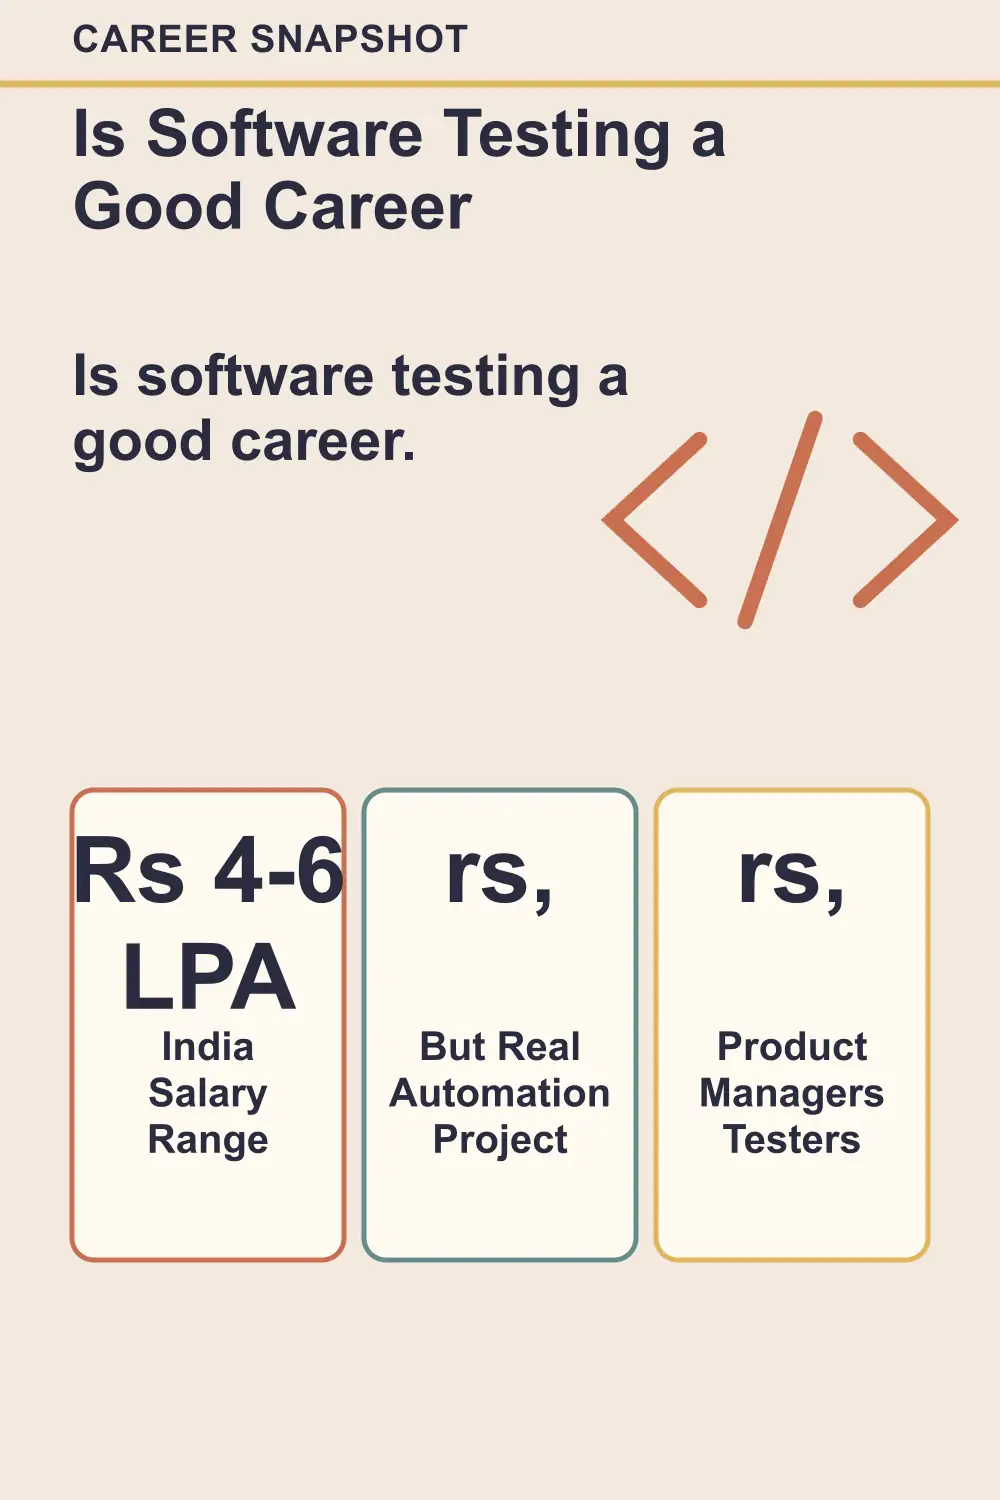 CAREER SNAPSHOT
Is Software Testing a
Good Career
Is software testing a
good career.
Rs 4-6
LPA
India
Salary
Range
rs,
But Real
Automation
Project
rs,
Product
Managers
Testers